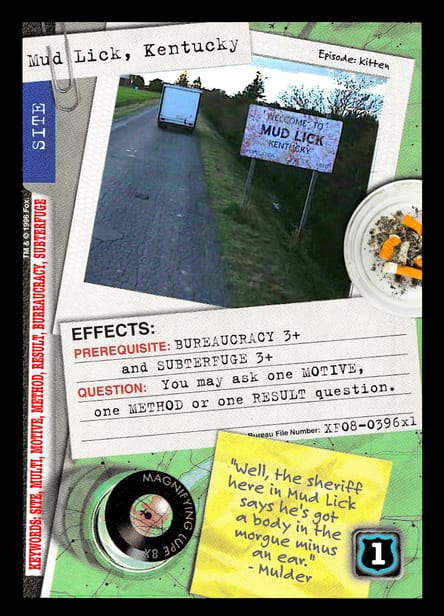 Mud Lick, Kentucky
Episode: Kitten
SITE
WELCOME TO
MUD LICK
KENTUCKY
TM & © 1996 Fox.
KEYWORDS: SITE, MULTI, MOTIVE, METHOD, RESULT, BUREAUCRACY, SUBTERFUGE
EFFECTS:
PREREQUISITE: BUREAUCRACY 3+
and SUBTERFUGE 3+
QUESTION: You may ask one MOTIVE,
one METHOD or one RESULT question.
Bureau File Number: XF08-0396x1
MAGNIFYING LUPE 8X
"Well, the sheriff
here in Mud Lick
says he's got
a body in the
morgue minus
an ear."
- Mulder
1